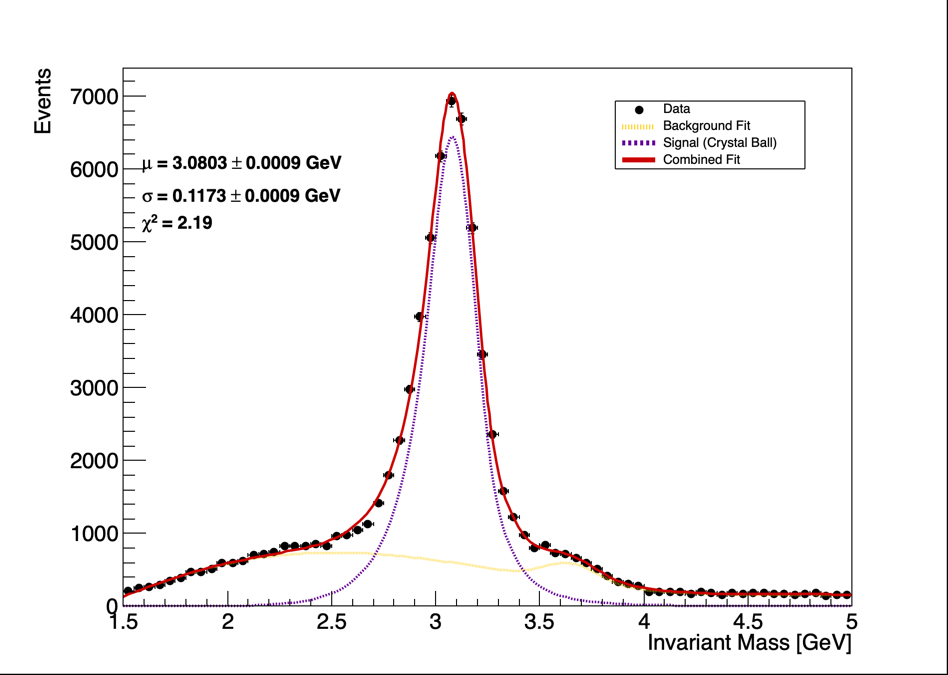 Events
7000
6000
5000
4000
3000
2000
1000
0
μ = 3.0803 ± 0.0009 GeV
σ = 0.1173 ± 0.0009 GeV
χ² = 2.19
Data
Background Fit
Signal (Crystal Ball)
Combined Fit
1.5 2 2.5 3 3.5 4 4.5 5
Invariant Mass [GeV]